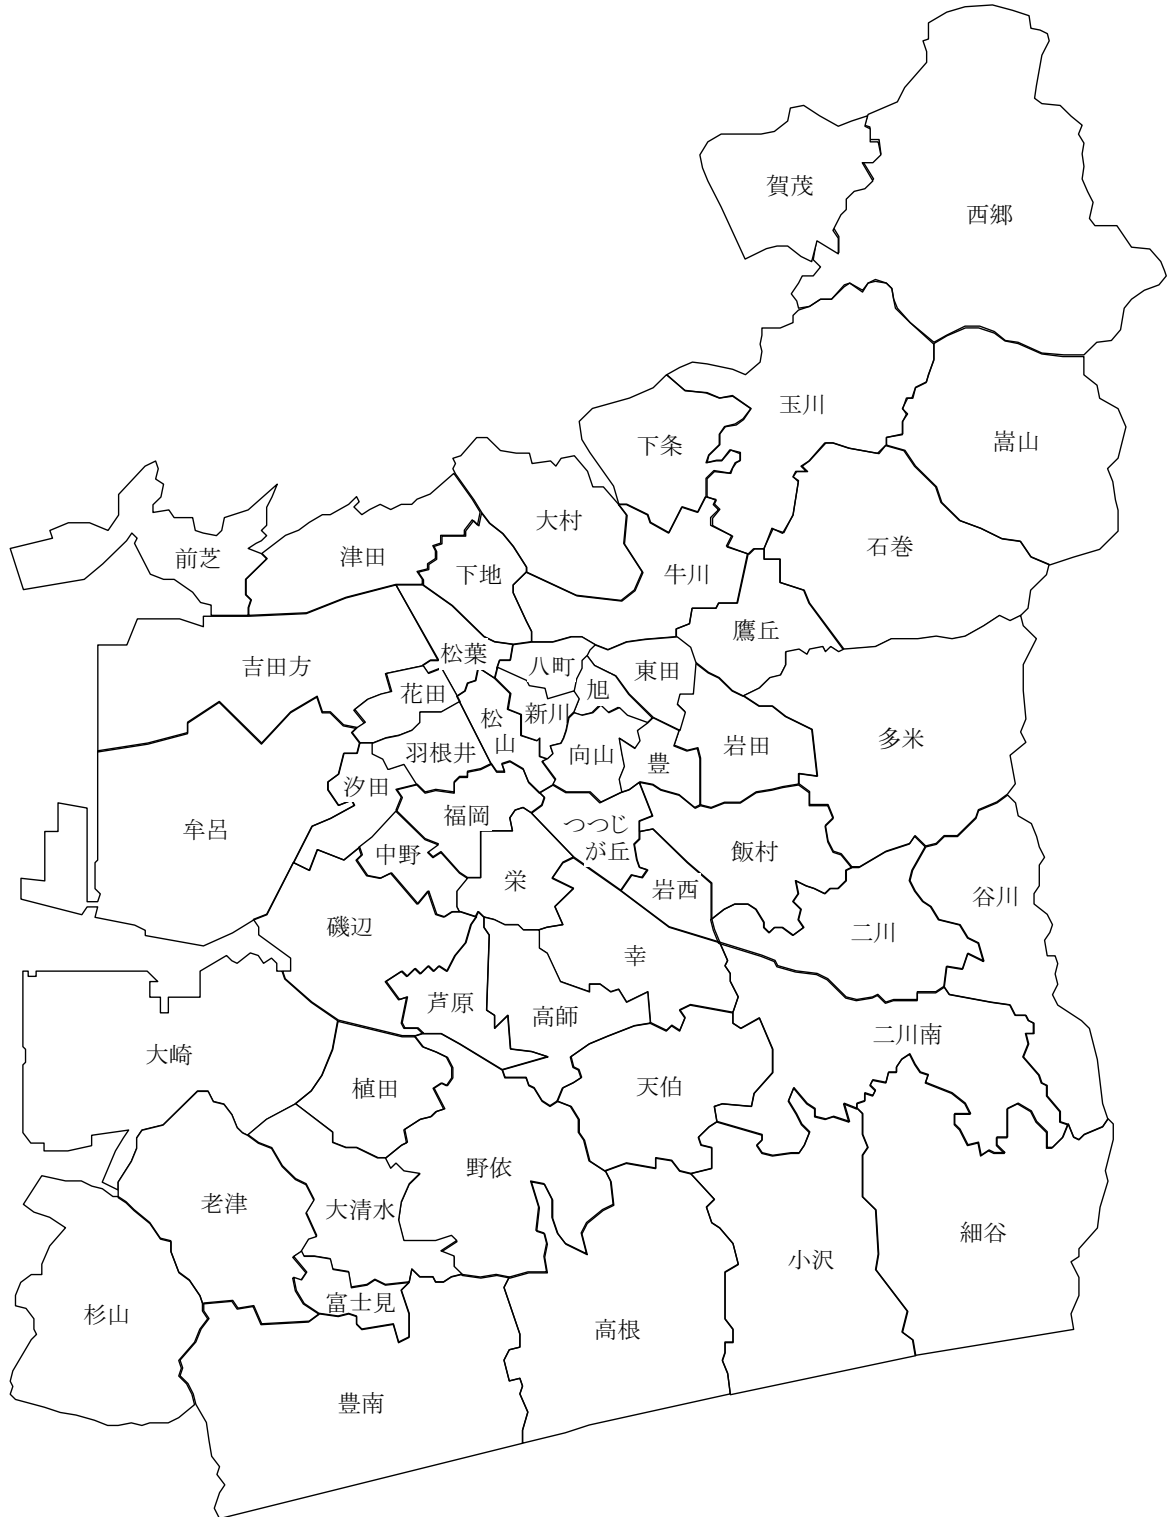 賀茂
西郷
玉川
嵩山
下条
大村
石巻
前芝
津田
下地
牛川
鷹丘
吉田方
松葉
八町
東田
花田
旭
新川
松
山
羽根井
向山
豊
岩田
多米
汐田
牟呂
福岡
つつじ
が丘
中野
飯村
栄
岩西
谷川
磯辺
二川
幸
芦原
高師
二川南
大崎
植田
天伯
野依
老津
大清水
細谷
小沢
富士見
杉山
高根
豊南